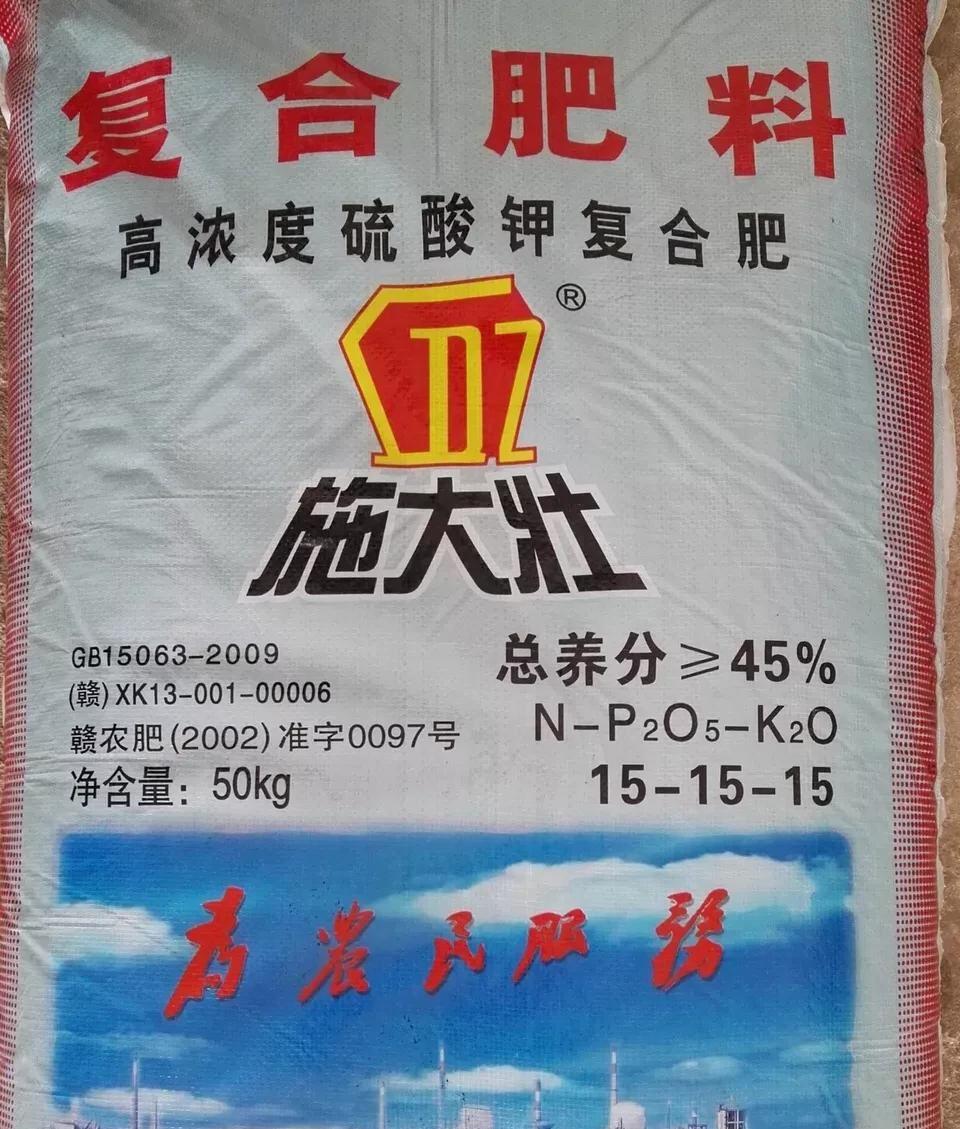 复合肥料
高浓度硫酸钾复合肥
®
施大壮
GB15063-2009
(赣)XK13-001-00006
赣农肥(2002)准字0097号
净含量：50kg
总养分≥45%
N-P₂O₅-K₂O
15-15-15
为農民服務